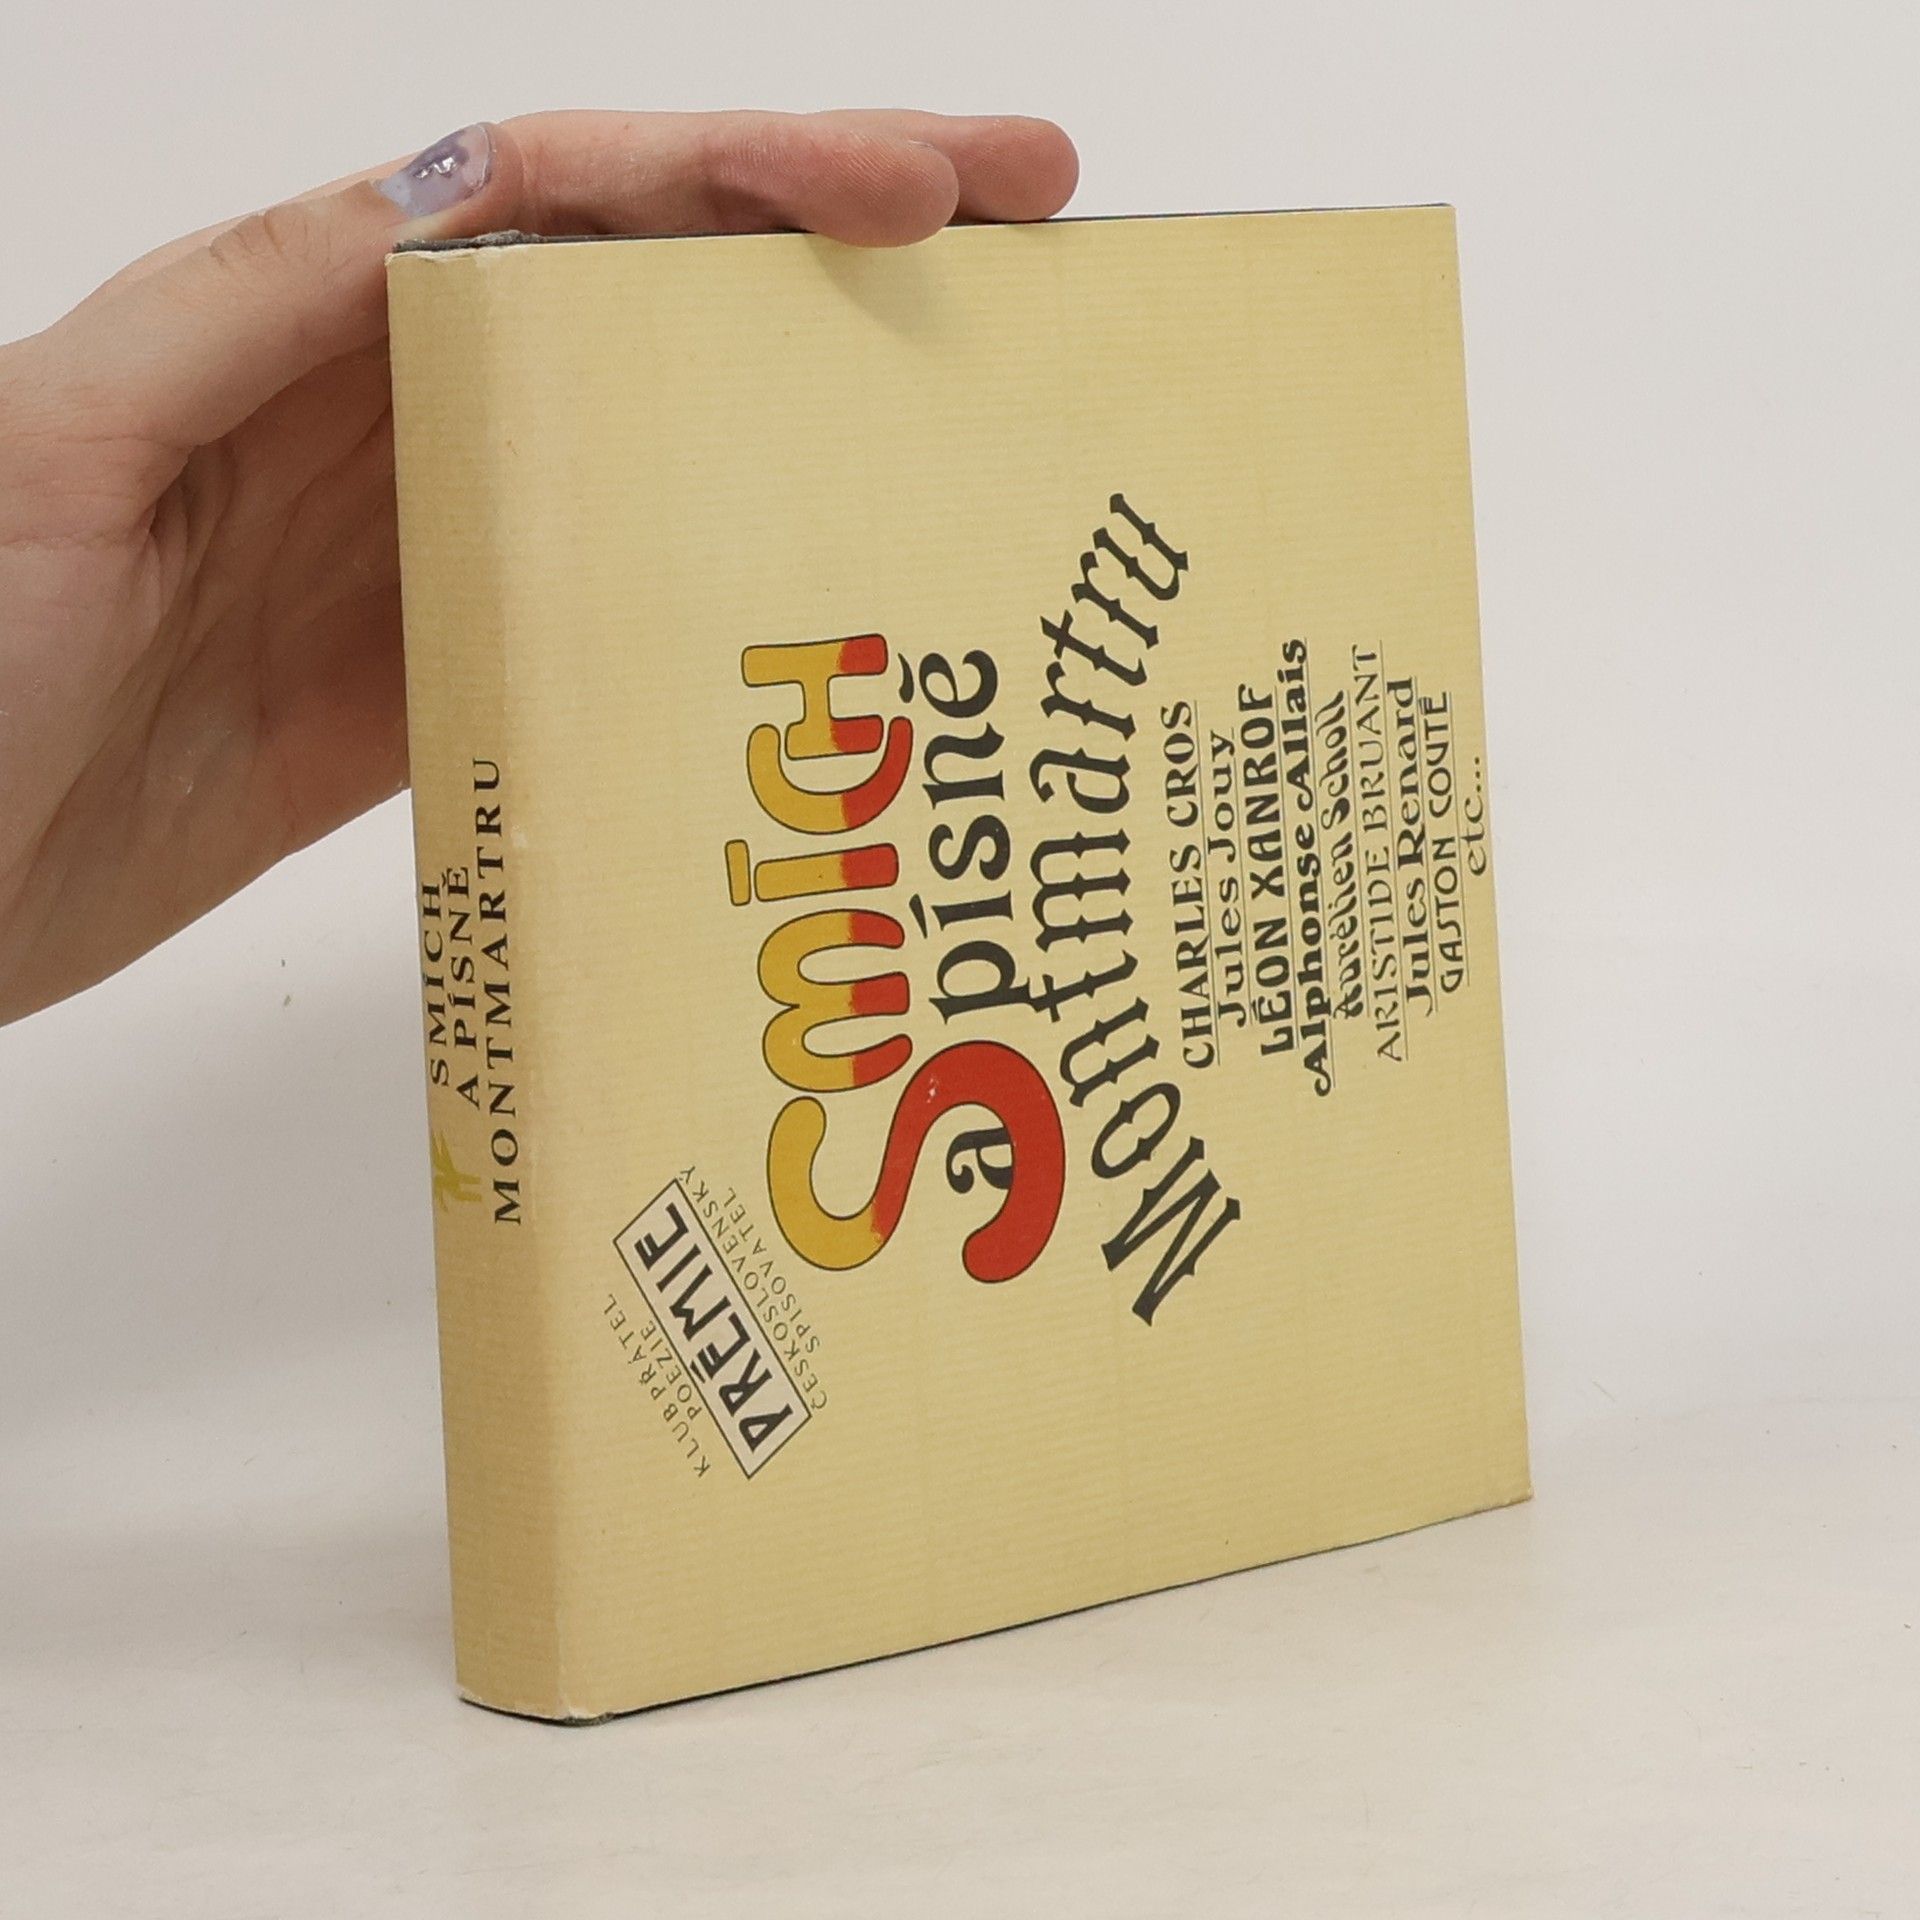 SMÍCH
A PÍSNĚ
MONTMARTRU
KLUB PŘÁTEL
POEZIE
PRÉMIE
ČESKOSLOVENSKÝ
SPISOVATEL
Smích
a písně
Montmartru
CHARLES CROS
Jules Jouy
LÉON XANROF
Alphonse Allais
Aurélien Scholl
ARISTIDE BRUANT
Jules Renard
GASTON COUTÉ
etc...